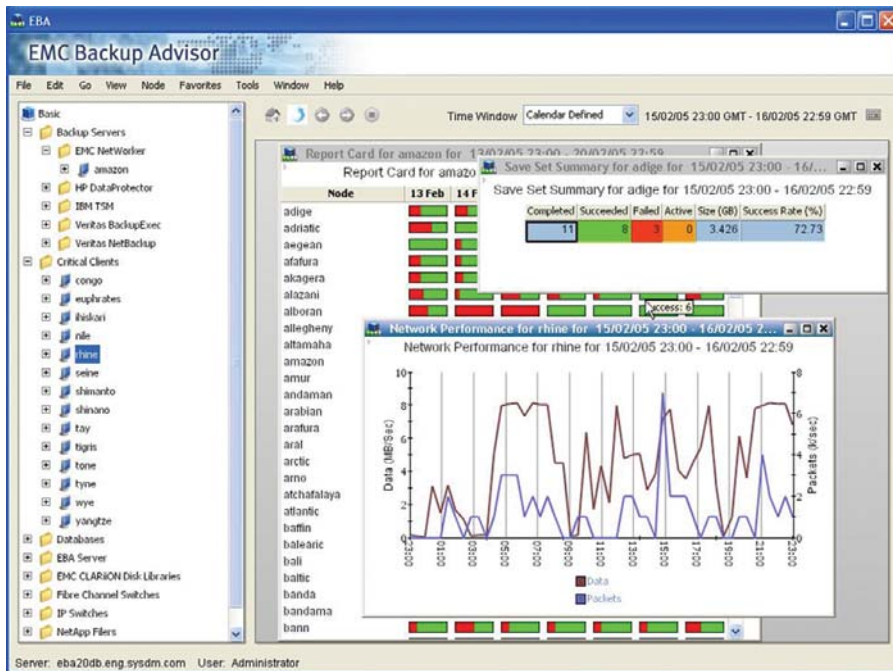 EBA
EMC Backup Advisor
File Edit Go View Node Favorites Tools Window Help
Basic
Backup Servers
EMC NetWorker
amazon
HP DataProtector
IBM TSM
Veritas BackupExec
Veritas NetBackup
Critical Clients
congo
euphrates
ihiskari
nile
rhine
seine
shimanto
shinano
tay
tigris
tone
tyne
wye
yangtze
Databases
EBA Server
EMC CLARiiON Disk Libraries
Fibre Channel Switches
IP Switches
NetApp Filers
Time Window Calendar Defined 15/02/05 23:00 GMT - 16/02/05 22:59 GMT
Report Card for amazon for 13/02/05 23:00 - 20/02/05 22:59
Report Card for amazo
Node 13 Feb 14 F
adige
adriatic
aegean
afafura
akagera
alazani
alboran
allegheny
altamaha
amazon
amur
andaman
arabian
arafura
aral
arctic
arno
atchafalaya
atlantic
baffin
balearic
bali
baltic
banda
bandama
bann
Save Set Summary for adige for 15/02/05 23:00 - 16/...
Save Set Summary for adige for 15/02/05 23:00 - 16/02/05 22:59
Completed Succeeded Failed Active Size (GB) Success Rate (%)
11 8 3 0 3.426 72.73
uccess: 6
Network Performance for rhine for 15/02/05 23:00 - 16/02/05 2...
Network Performance for rhine for 15/02/05 23:00 - 16/02/05 22:59
Data (MB/Sec)
10
8
6
4
2
0
Packets (k/sec)
8
6
4
2
0
23:00 01:00 03:00 05:00 07:00 09:00 11:00 13:00 15:00 17:00 19:00 21:00 23:00
Data
Packets
Server: eba20db.eng.sysdm.com User: Administrator